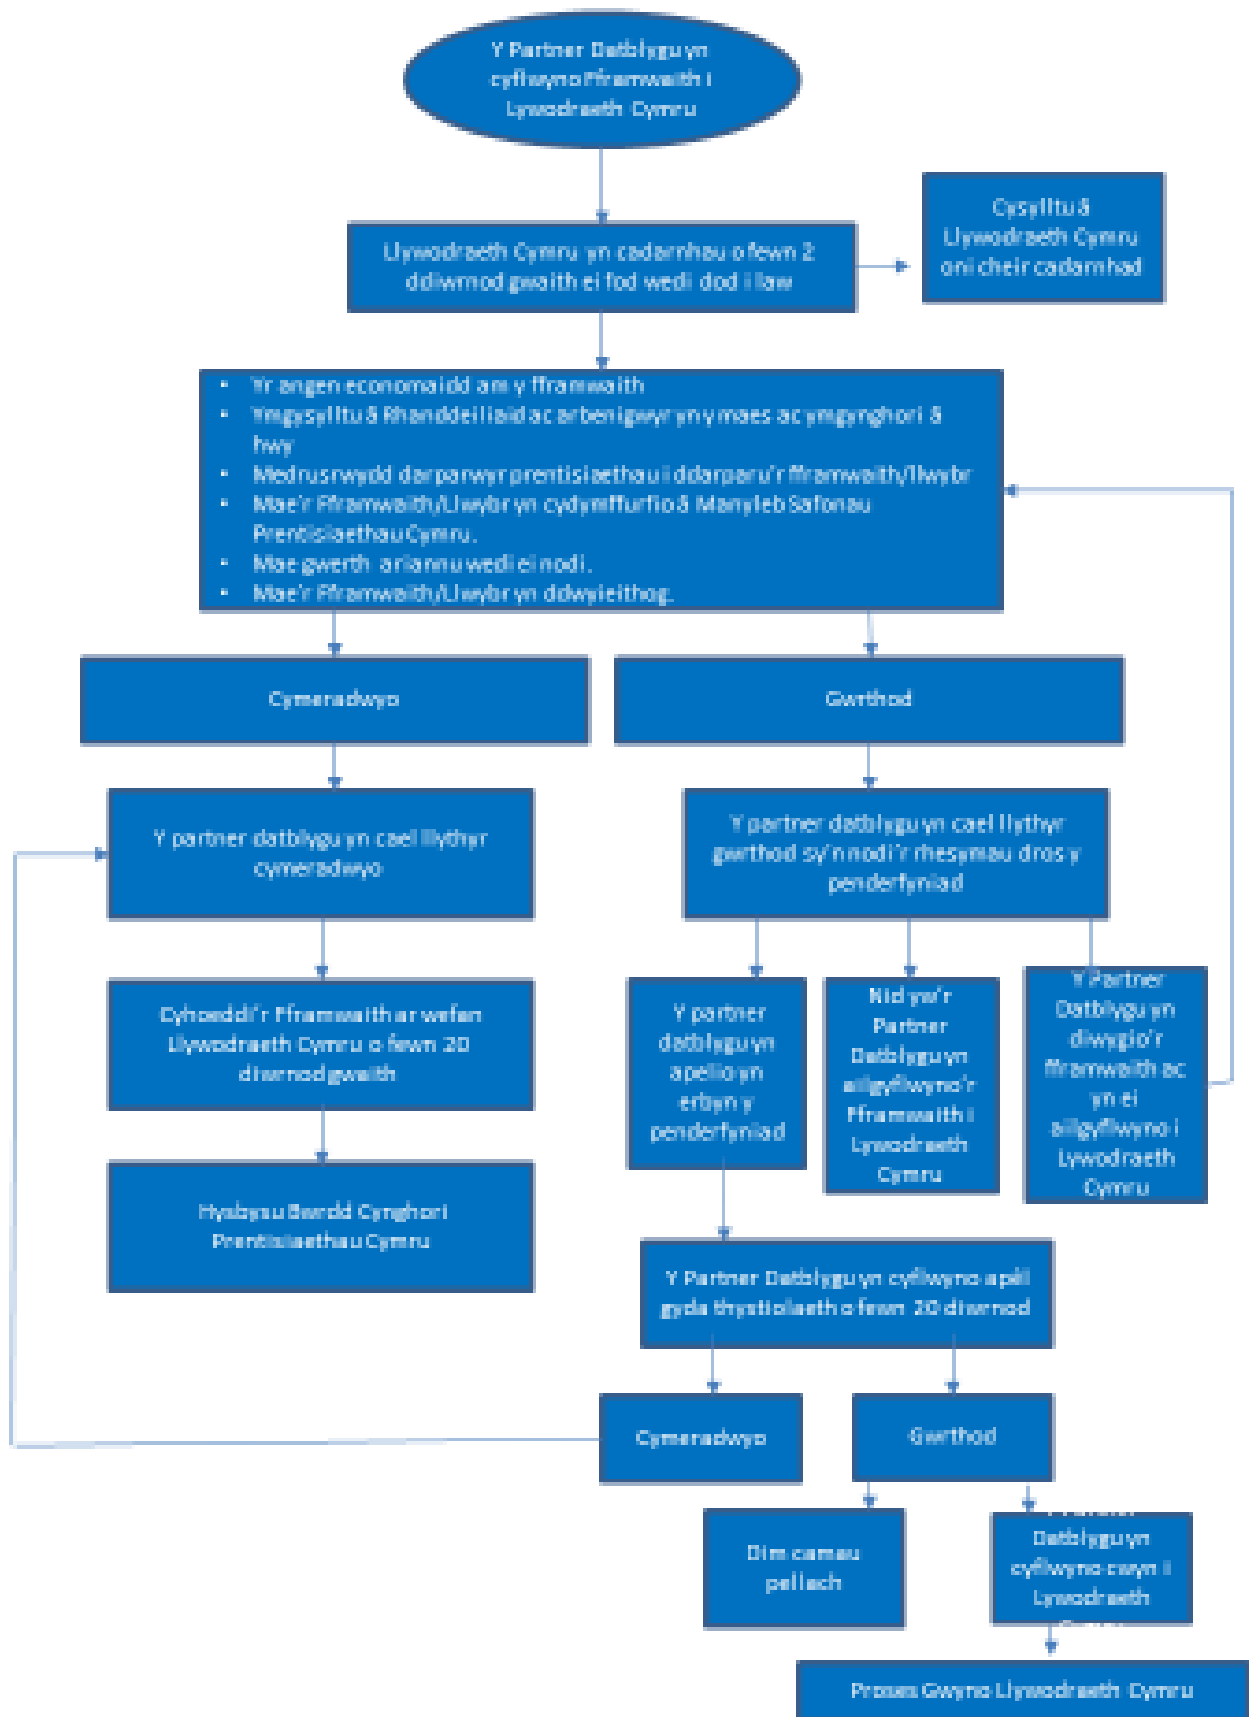 Y Partner Datblygu yn
cyflwyno Fframwaith i
Lywodraeth Cymru
Cysylltu â
Llywodraeth Cymru
oni cheir cadarnhad
Llywodraeth Cymru yn cadarnhau o fewn 2
ddiwrnod gwaith ei fod wedi dod i law
• Yr angen economaidd am y fframwaith
• Ymgysylltu â Rhanddeiliaid ac arbenigwyr yn y maes ac ymgynghori â
hwy
• Medrusrwydd darparwyr prentisiaethau i ddarparu'r fframwaith/llwybr
• Mae'r Fframwaith/Llwybr yn cydymffurfio â Manyleb Safonau
Prentisiaethau Cymru.
• Mae gwerth ariannu wedi ei nodi.
• Mae'r Fframwaith/Llwybr yn ddwyieithog.
Cymeradwyo
Gwrthod
Y partner datblygu yn cael llythyr
cymeradwyo
Y partner datblygu yn cael llythyr
gwrthod sy'n nodi'r rhesymau dros y
penderfyniad
Cyhoeddi'r Fframwaith ar wefan
Llywodraeth Cymru o fewn 20
diwrnod gwaith
Y partner
datblygu yn
apelio yn
erbyn y
penderfyniad
Nid yw'r
Partner
Datblygu yn
ailgyflwyno'r
Fframwaith i
Lywodraeth
Cymru
Y Partner
Datblygu yn
diwygio'r
fframwaith ac
yn ei
ailgyflwyno i
Lywodraeth
Cymru
Hysbysu Bwrdd Cynghori
Prentisiaethau Cymru
Y Partner Datblygu yn cyflwyno apêl
gyda thystiolaeth o fewn 20 diwrnod
Cymeradwyo
Gwrthod
Dim camau
pellach
Datblygu yn
cyflwyno cwyn i
Lywodraeth
Proses Gwyno Llywodraeth Cymru